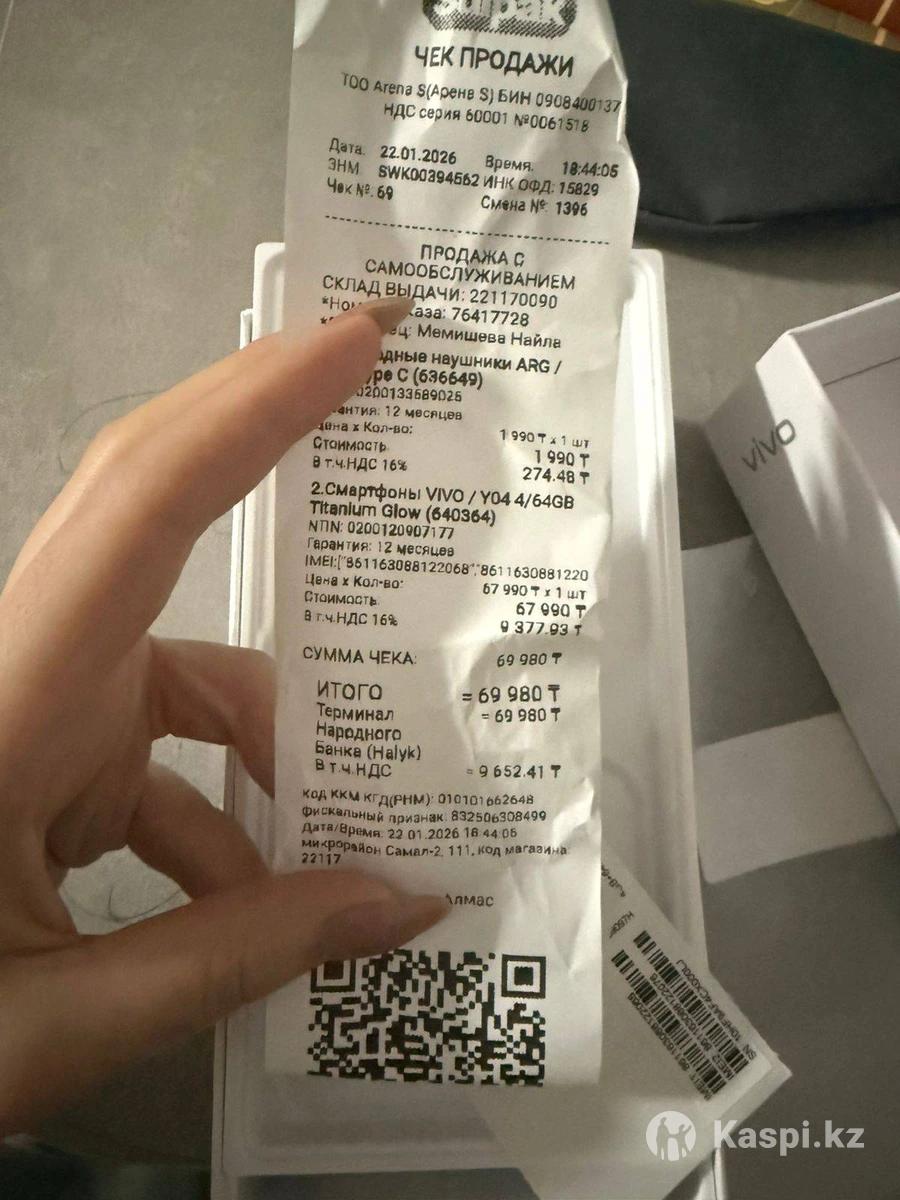 ЧЕК ПРОДАЖИ
ТОО Arena S(Арена S) БИН 0908400137
НДС серия 60001 №0061518
Дата: 22.01.2026 Время: 18:44:05
ЗНМ SWK00394562 ИНК ОФД: 15829
Чек №: 69 Смена №: 1396
ПРОДАЖА С
САМООБСЛУЖИВАНИЕМ
СКЛАД ВЫДАЧИ: 221170090
76417728
Мемишева Найла
наушники ARG /
C (636649)
0200133589025
12 месяцев
Цена х Кол-во: 1 990 ₸ x 1 шт
Стоимость 1 990 ₸
В т.ч.НДС 16% 274.48 ₸
2.Смартфоны VIVO / Y04 4/64GB
Titanium Glow (640364)
NTIN: 0200120907177
Гарантия: 12 месяцев
IMEI:["861163088122068","8611630881220
Цена х Кол-во: 67 990 ₸ x 1 шт
Стоимость 67 990 ₸
В т.ч.НДС 16% 9 377.93 ₸
СУММА ЧЕКА: 69 980 ₸
ИТОГО = 69 980 ₸
Терминал = 69 980 ₸
Народного
Банка (Halyk)
В т.ч.НДС = 9 652.41 ₸
Код ККМ КГД(РНМ): 010101662648
фискальный признак: 832506308499
Дата/Время: 22.01.2026 18:44:05
микрорайон Самал-2, 111, код магазина:
22117
Алмас
vivo
Kaspi.kz